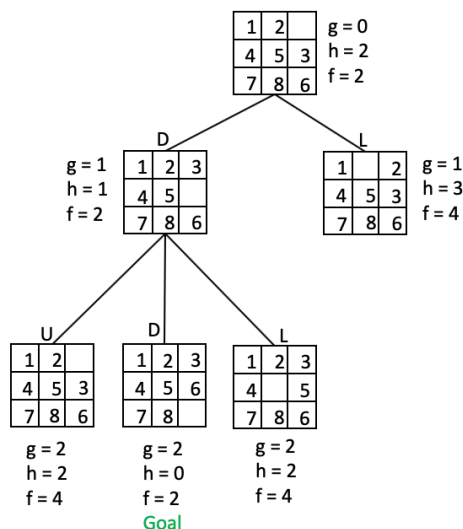 1 2
4 5 3
7 8 6
g = 0
h = 2
f = 2
D
g = 1
h = 1
f = 2
1 2 3
4 5
7 8 6
L
1 2
4 5 3
7 8 6
g = 1
h = 3
f = 4
U
1 2
4 5 3
7 8 6
g = 2
h = 2
f = 4
D
1 2 3
4 5 6
7 8
g = 2
h = 0
f = 2
Goal
L
1 2 3
4 5
7 8 6
g = 2
h = 2
f = 4